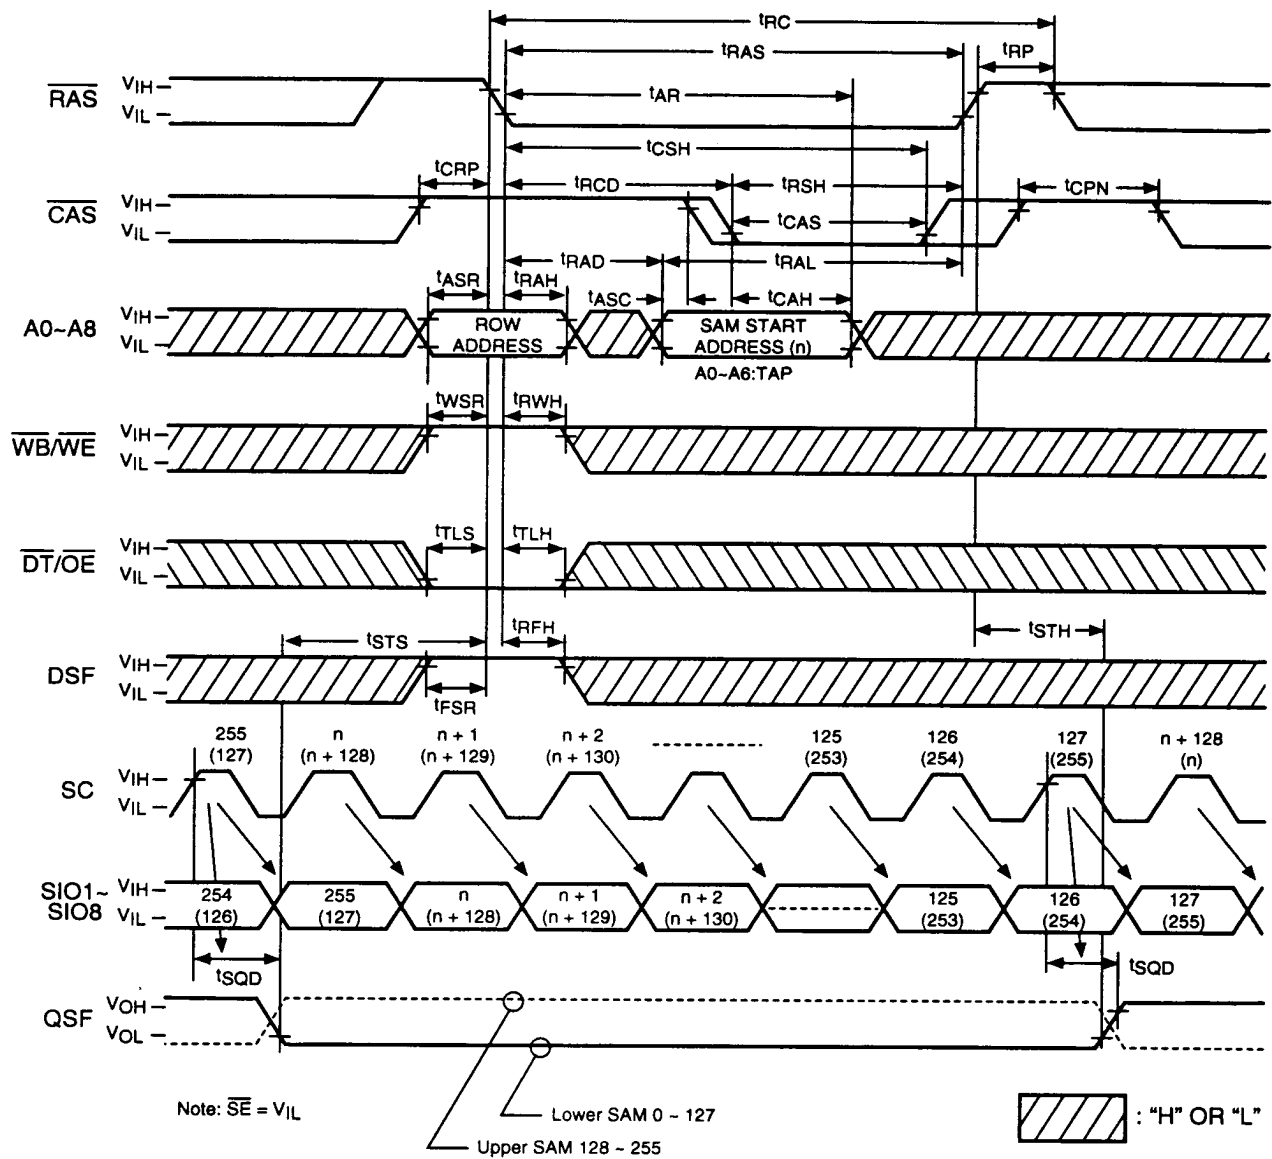 tRC
tRAS
tRP
RAS VIH
VIL
tAR
tCSH
tCRP
tRCD
tRSH
tCPN
CAS VIH
VIL
tCAS
tRAD
tRAL
tASR
tRAH
tASC
tCAH
A0~A8 VIH
VIL
ROW
ADDRESS
SAM START
ADDRESS (n)
A0~A6:TAP
tWSR
tRWH
WB/WE VIH
VIL
tTLS
tTLH
DT/OE VIH
VIL
tSTS
tRFH
tSTH
DSF VIH
VIL
tFSR
255 n n + 1 n + 2 125 126 127 n + 128
(127) (n + 128) (n + 129) (n + 130) (253) (254) (255) (n)
SC VIH
VIL
SIO1~ VIH 254 255 n n + 1 n + 2 125 126 127
SIO8 VIL (126) (127) (n + 128) (n + 129) (n + 130) (253) (254) (255)
tSQD
tSQD
QSF VOH
VOL
Note: SE = VIL
Lower SAM 0 ~ 127
Upper SAM 128 ~ 255
: "H" OR "L"